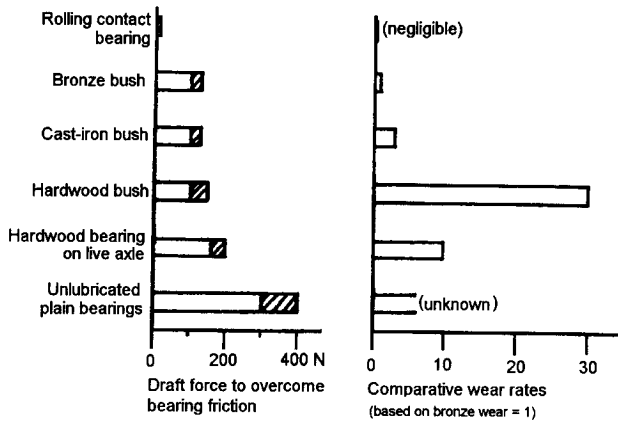 Rolling contact
bearing
Bronze bush
Cast-iron bush
Hardwood bush
Hardwood bearing
on live axle
Unlubricated
plain bearings
0 200 400 N
Draft force to overcome
bearing friction
(negligible)
(unknown)
0 10 20 30
Comparative wear rates
(based on bronze wear = 1)